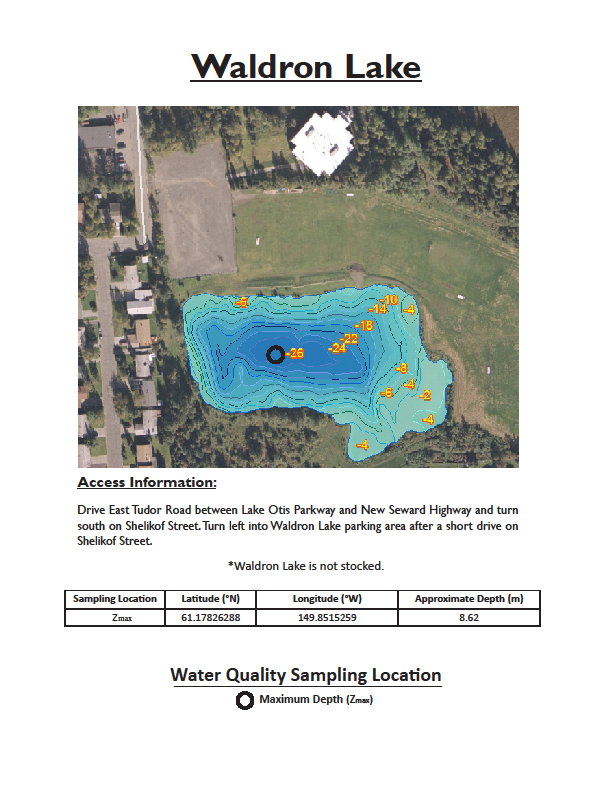 Waldron Lake
-6
-10
-14
-4
-18
-22
-24
-26
-8
-4
-6
-2
-4
-4
Access Information:
Drive East Tudor Road between Lake Otis Parkway and New Seward Highway and turn
south on Shelikof Street. Turn left into Waldron Lake parking area after a short drive on
Shelikof Street.
*Waldron Lake is not stocked.
Sampling Location Latitude (°N) Longitude (°W) Approximate Depth (m)
Zmax 61.17826288 149.8515259 8.62
Water Quality Sampling Location
Maximum Depth (Zmax)